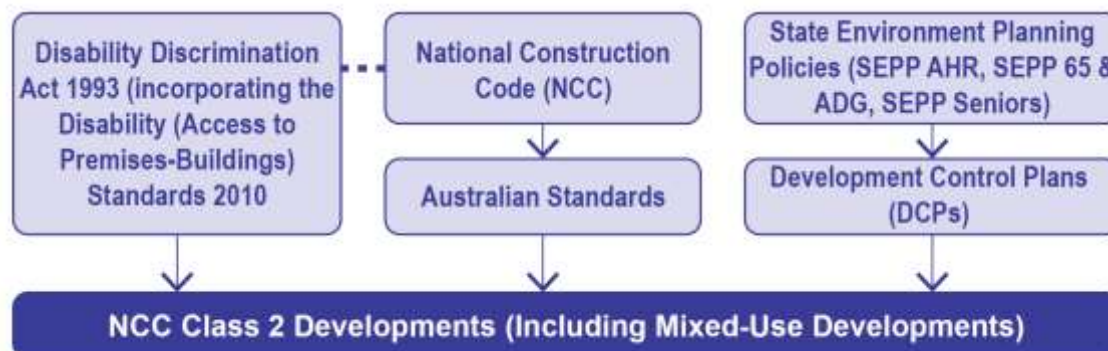 Disability Discrimination
Act 1993 (incorporating the
Disability (Access to
Premises-Buildings)
Standards 2010
National Construction
Code (NCC)
Australian Standards
State Environment Planning
Policies (SEPP AHR, SEPP 65 &
ADG, SEPP Seniors)
Development Control Plans
(DCPs)
NCC Class 2 Developments (Including Mixed-Use Developments)